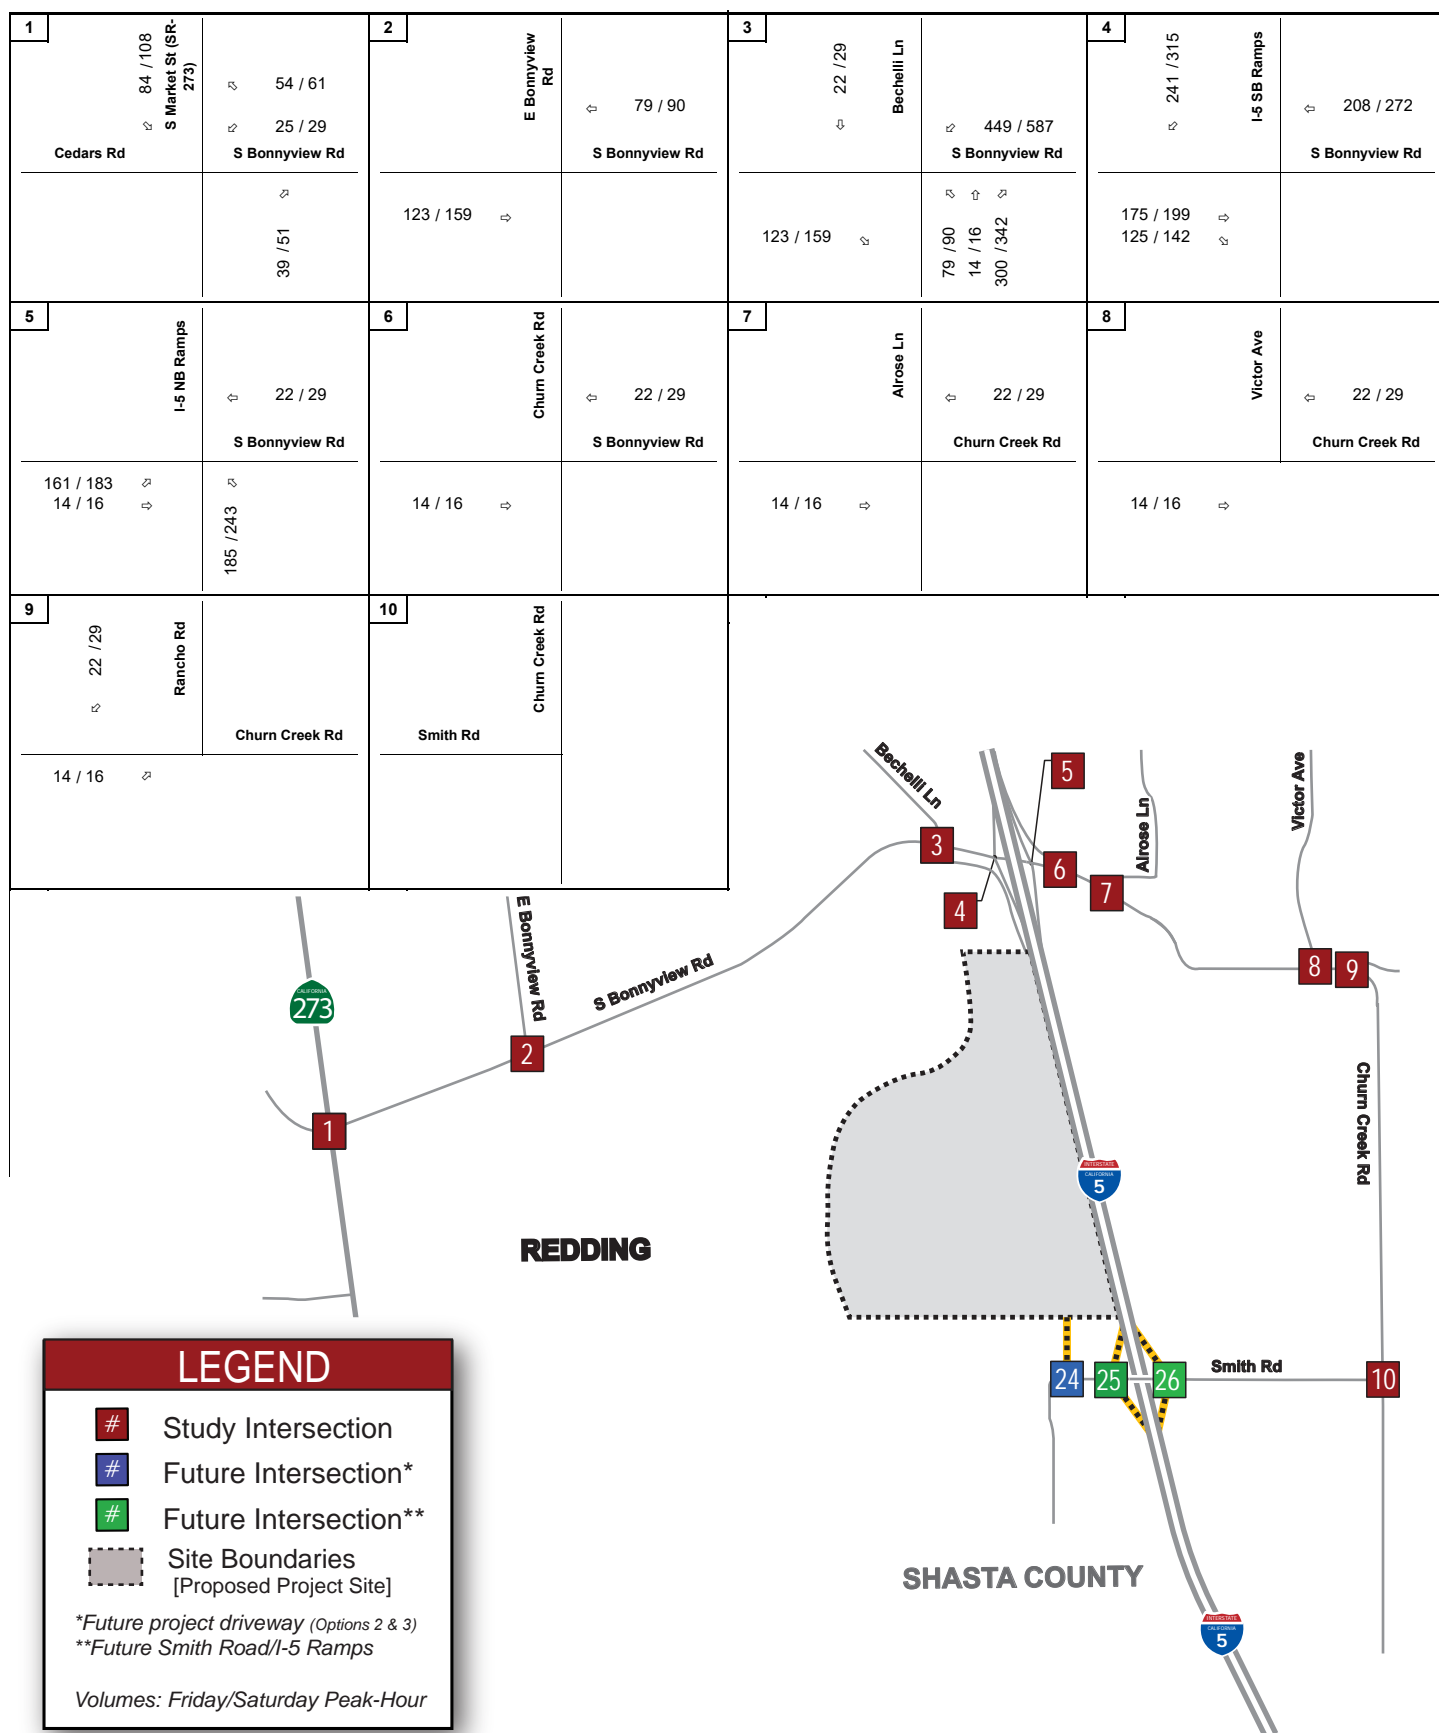 1
84 / 108
S Market St (SR-
273)
54 / 61
25 / 29
Cedars Rd
S Bonnyview Rd
39 / 51
2
E Bonnyview
Rd
79 / 90
S Bonnyview Rd
123 / 159
3
22 / 29
Bechelli Ln
449 / 587
S Bonnyview Rd
123 / 159
79 / 90
14 / 16
300 / 342
4
241 / 315
I-5 SB Ramps
208 / 272
S Bonnyview Rd
175 / 199
125 / 142
5
I-5 NB Ramps
22 / 29
S Bonnyview Rd
161 / 183
14 / 16
185 / 243
6
Churn Creek Rd
22 / 29
S Bonnyview Rd
14 / 16
7
Alrose Ln
22 / 29
Churn Creek Rd
14 / 16
8
Victor Ave
22 / 29
Churn Creek Rd
14 / 16
9
22 / 29
Rancho Rd
Churn Creek Rd
14 / 16
10
Churn Creek Rd
Smith Rd
Bechelli Ln
5
Alrose Ln
Victor Ave
3
6
7
4
E Bonnyview Rd
S Bonnyview Rd
8
9
CALIFORNIA
273
2
1
Churn Creek Rd
INTERSTATE
CALIFORNIA
5
REDDING
Smith Rd
24
25
26
10
SHASTA COUNTY
INTERSTATE
CALIFORNIA
5
LEGEND
# Study Intersection
# Future Intersection*
# Future Intersection**
Site Boundaries
[Proposed Project Site]
*Future project driveway (Options 2 & 3)
**Future Smith Road/I-5 Ramps
Volumes: Friday/Saturday Peak-Hour